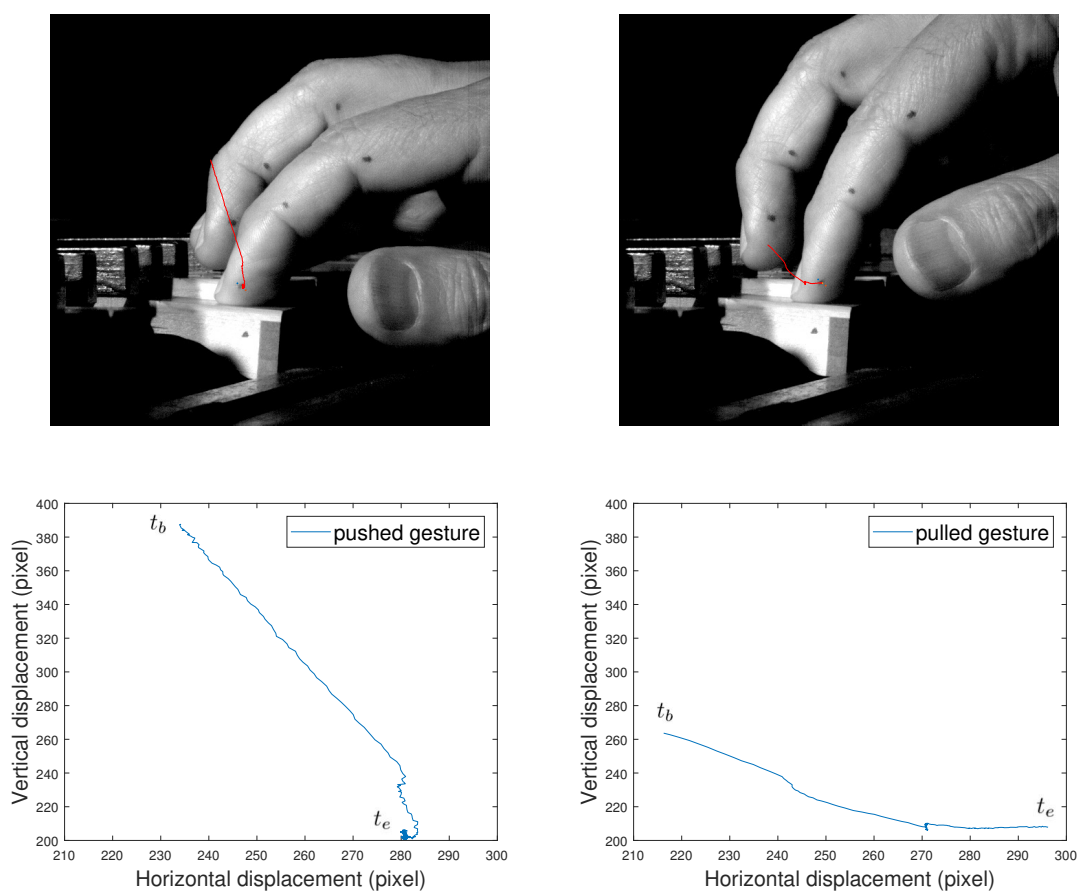 400
380
360
340
320
300
280
260
240
220
200
210 220 230 240 250 260 270 280 290 300
Vertical displacement (pixel)
Horizontal displacement (pixel)
t_b
t_e
pushed gesture
400
380
360
340
320
300
280
260
240
220
200
210 220 230 240 250 260 270 280 290 300
Vertical displacement (pixel)
Horizontal displacement (pixel)
t_b
t_e
pulled gesture